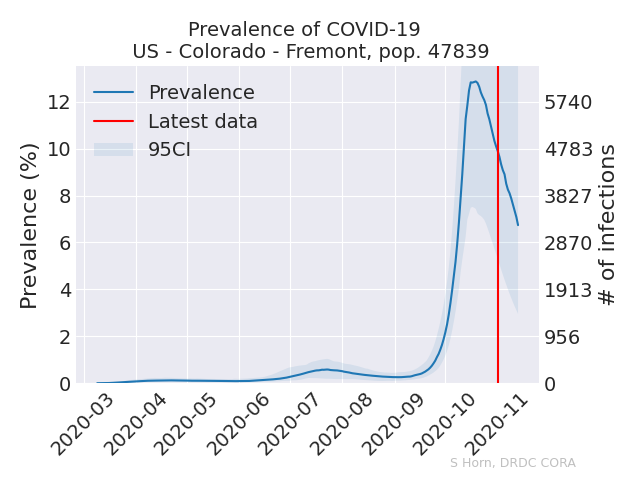 Prevalence of COVID-19
US - Colorado - Fremont, pop. 47839
Prevalence
Latest data
95CI
Prevalence (%)
12
10
8
6
4
2
0
5740
4783
3827
2870
1913
956
0
# of infections
2020-03
2020-04
2020-05
2020-06
2020-07
2020-08
2020-09
2020-10
2020-11
S Horn, DRDC CORA